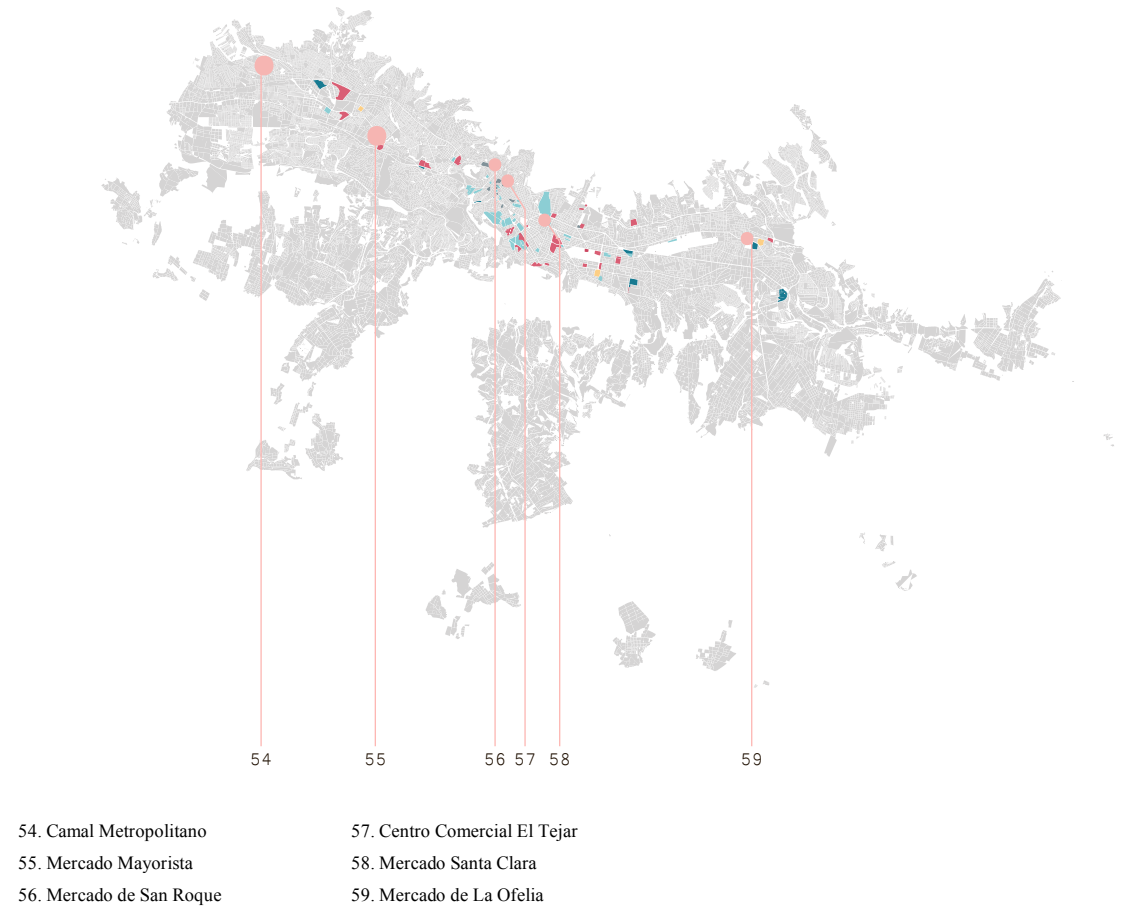 54 55 56 57 58 59
54. Camal Metropolitano
55. Mercado Mayorista
56. Mercado de San Roque
57. Centro Comercial El Tejar
58. Mercado Santa Clara
59. Mercado de La Ofelia